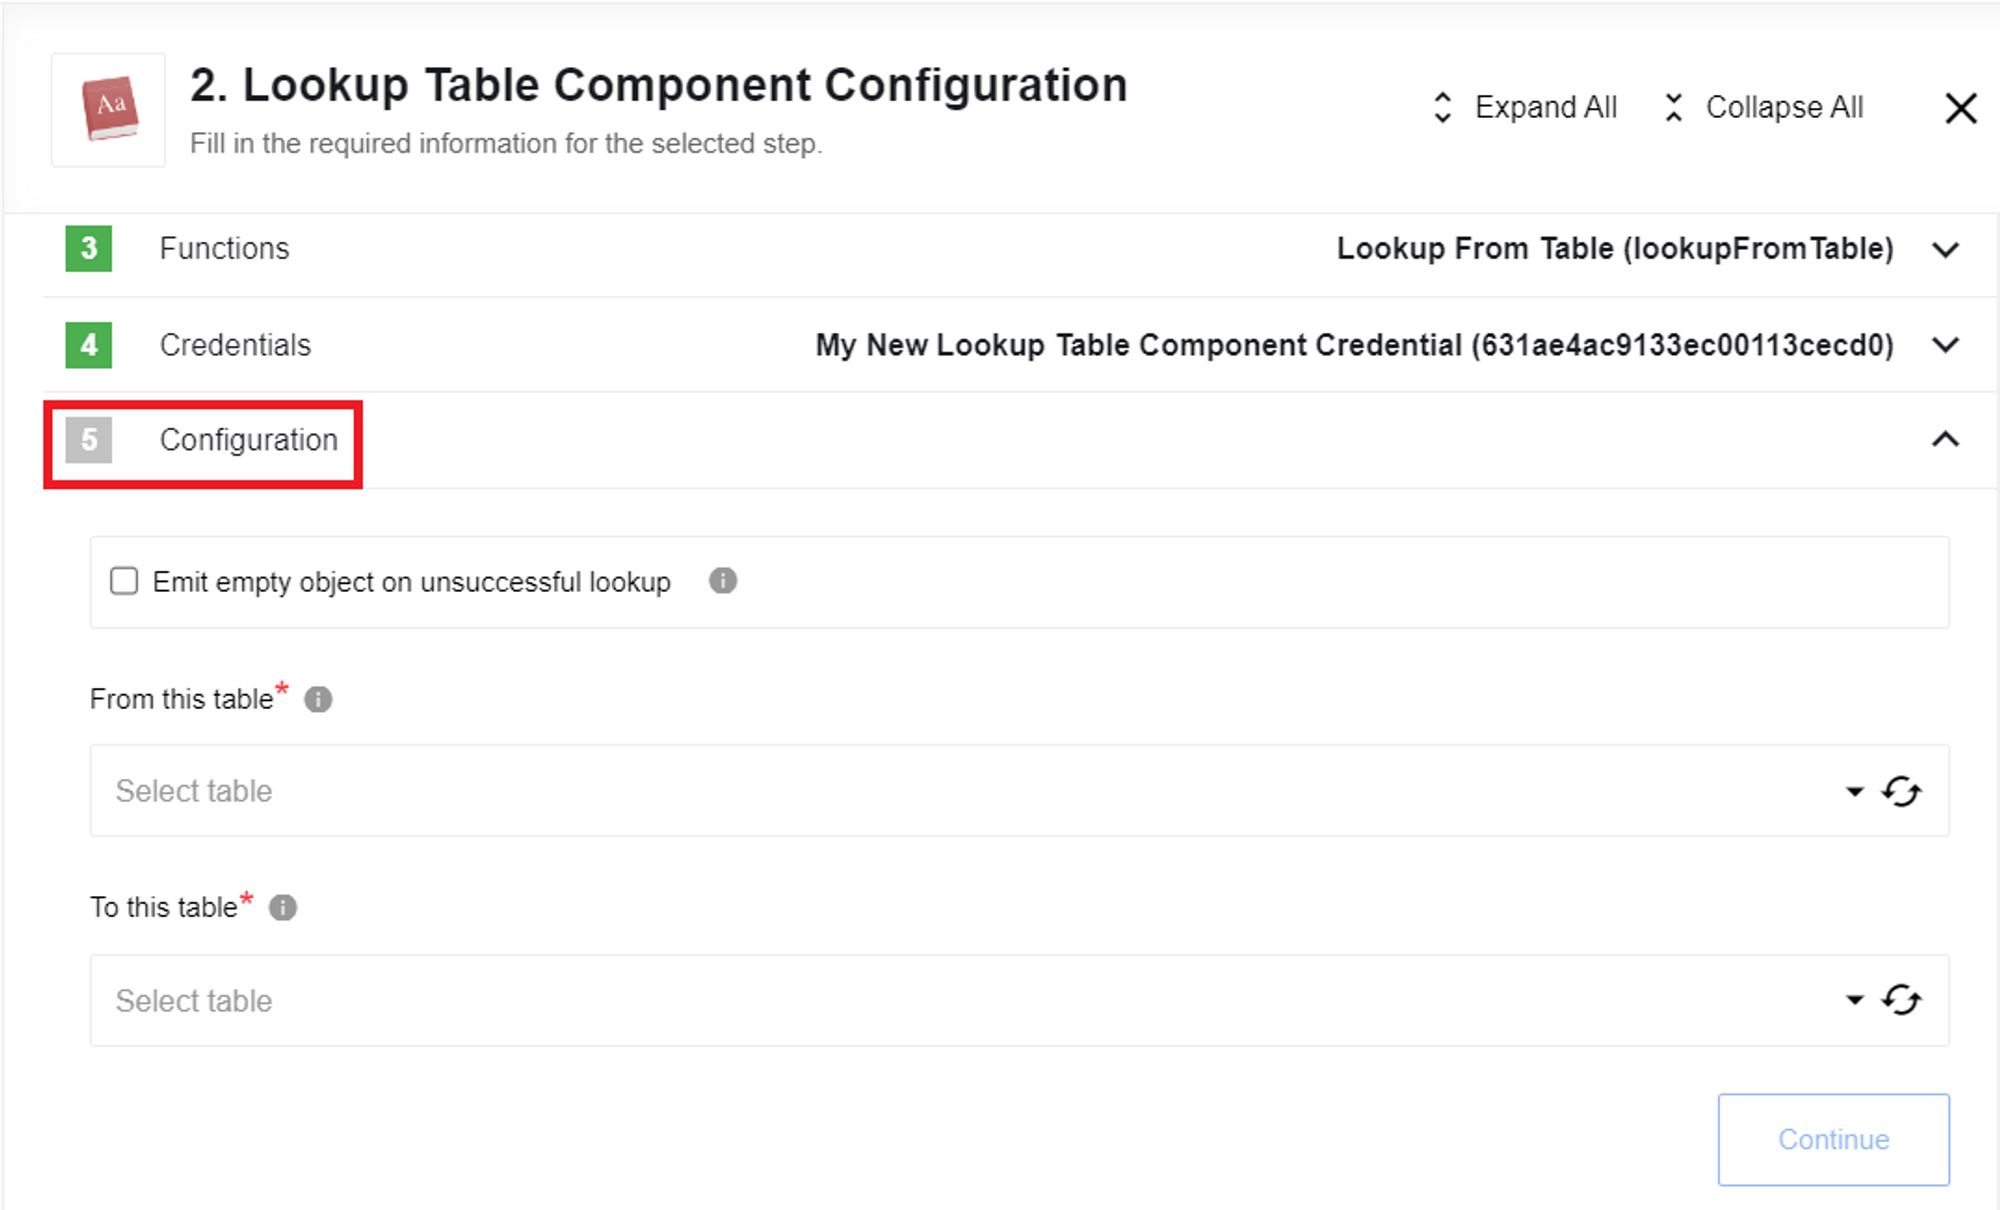 Aa
2. Lookup Table Component Configuration
Fill in the required information for the selected step.
Expand All
Collapse All
3 Functions Lookup From Table (lookupFromTable)
4 Credentials My New Lookup Table Component Credential (631ae4ac9133ec00113cecd0)
5 Configuration
Emit empty object on unsuccessful lookup i
From this table* i
Select table
To this table* i
Select table
Continue